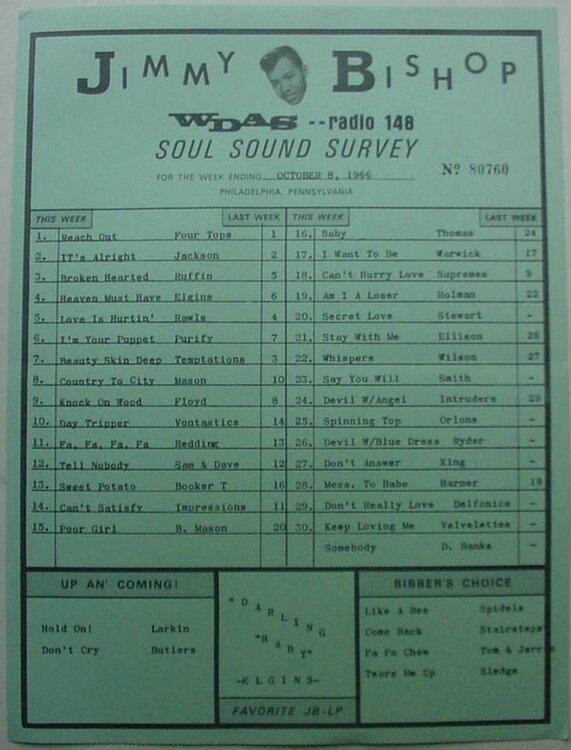 JIMMY BISHOP
WDAS -- radio 148
SOUL SOUND SURVEY
FOR THE WEEK ENDING OCTOBER 8, 1966
Nº 80760
PHILADELPHIA, PENNSYLVANIA
THIS WEEK LAST WEEK
1. Reach Out Four Tops 1
2. IT's Alright Jackson 2
3. Broken Hearted Ruffin 5
4. Heaven Must Have Elgins 6
5. Love Is Hurtin' Rawls 4
6. I'm Your Puppet Purify 7
7. Beauty Skin Deep Temptations 3
8. Country To City Mason 10
9. Knock On Wood Floyd 8
10. Day Tripper Vontastics 14
11. Fa, Fa, Fa, Fa Redding 13
12. Tell Nobody Sam & Dave 12
13. Sweet Potato Booker T 16
14. Can't Satisfy Impressions 11
15. Poor Girl B. Mason 20
THIS WEEK LAST WEEK
16. Baby Thomas 24
17. I Want To Be Warwick 17
18. Can't Hurry Love Supremes 9
19. Am I A Loser Holman 22
20. Secret Love Stewart -
21. Stay With Me Ellison 26
22. Whispers Wilson 27
23. Say You Will Smith -
24. Devil W/Angel Intruders 29
25. Spinning Top Orlons -
26. Devil W/Blue Dress Ryder -
27. Don't Answer King -
28. Mess. To Babe Harner 19
29. Don't Really Love Delfonics -
30. Keep Loving Me Velvelettes -
Somebody D. Banks -
UP AN' COMING!
Hold On! Larkin
Don't Cry Butlers
"DARLING
"BABY"
-ELGINS-
FAVORITE JB-LP
BIBBER'S CHOICE
Like A Bee Spidels
Come Back Stairsteps
Fa Fa Chew Tom & Jerrio
Tears Me Up Sledge